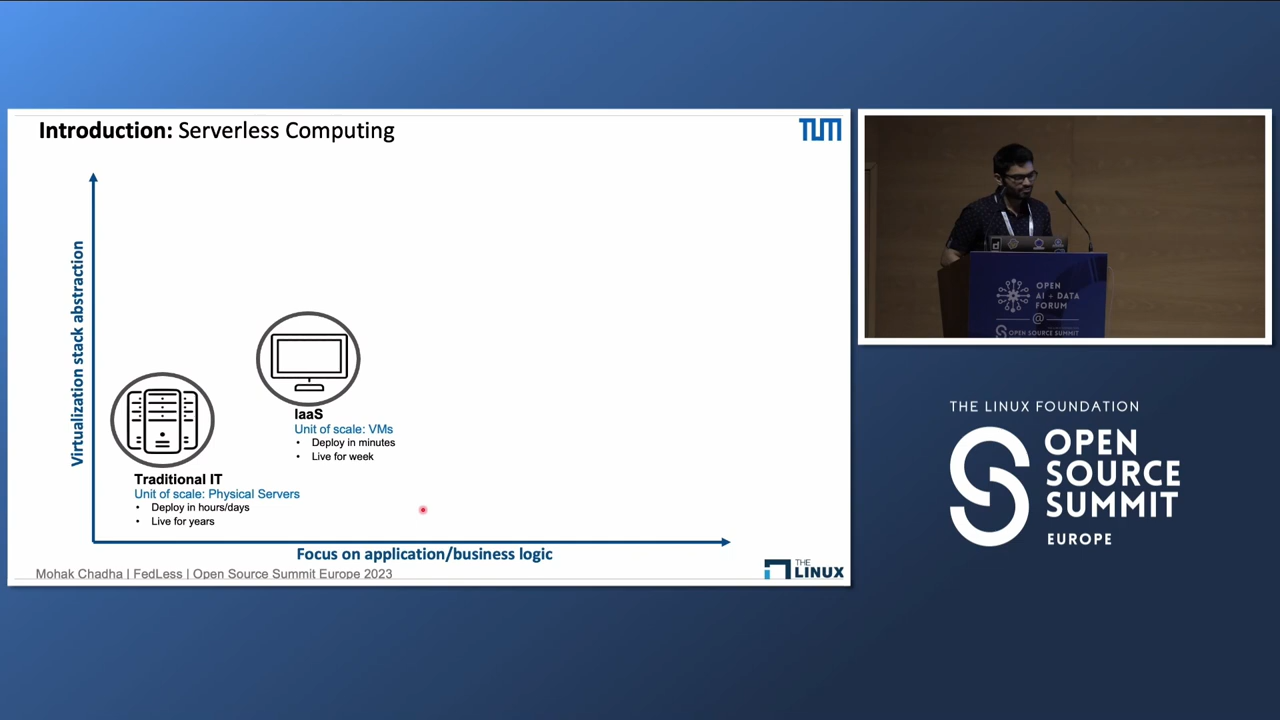 Introduction: Serverless Computing
TUM
Virtualization stack abstraction
IaaS
Unit of scale: VMs
• Deploy in minutes
• Live for week
Traditional IT
Unit of scale: Physical Servers
• Deploy in hours/days
• Live for years
Focus on application/business logic
Mohak Chadha | FedLess | Open Source Summit Europe 2023
THE
LINUX
OPEN
AI + DATA
FORUM
@
OPEN SOURCE SUMMIT
THE LINUX FOUNDATION
OPEN
SOURCE
SUMMIT
EUROPE